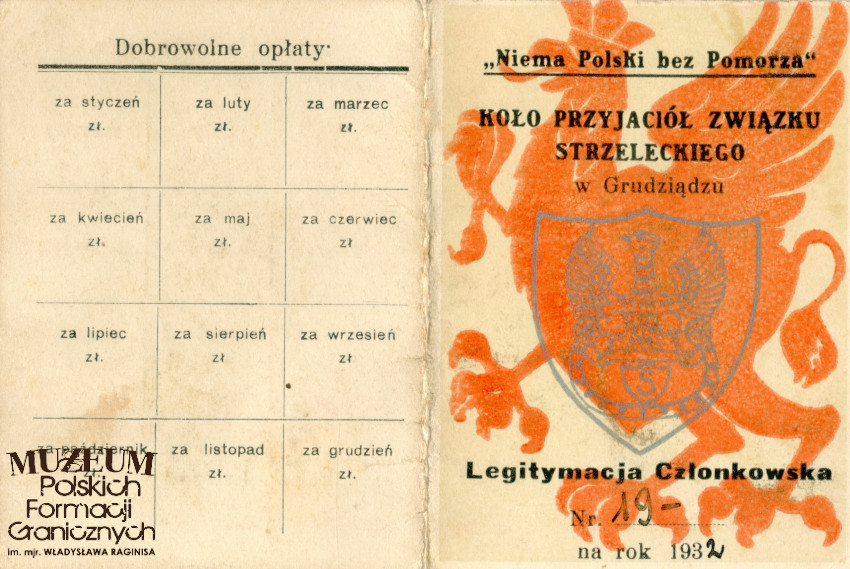 Dobrowolne opłaty:
za styczeń
zł.
za luty
zł.
za marzec
zł.
za kwiecień
zł.
za maj
zł.
za czerwiec
zł
za lipiec
zł.
za sierpień
zł
za wrzesień
zł
za październik
zł.
za listopad
zł.
za grudzień
zł.
MUZEUM
Polskich
Formacji
Granicznych
im. mjr. WŁADYSŁAWA RAGINISA
„Niema Polski bez Pomorza"
KOŁO PRZYJACIÓŁ ZWIĄZKU
STRZELECKIEGO
w Grudziądzu
S
Legitymacja Członkowska
Nr. 19-
na rok 1932